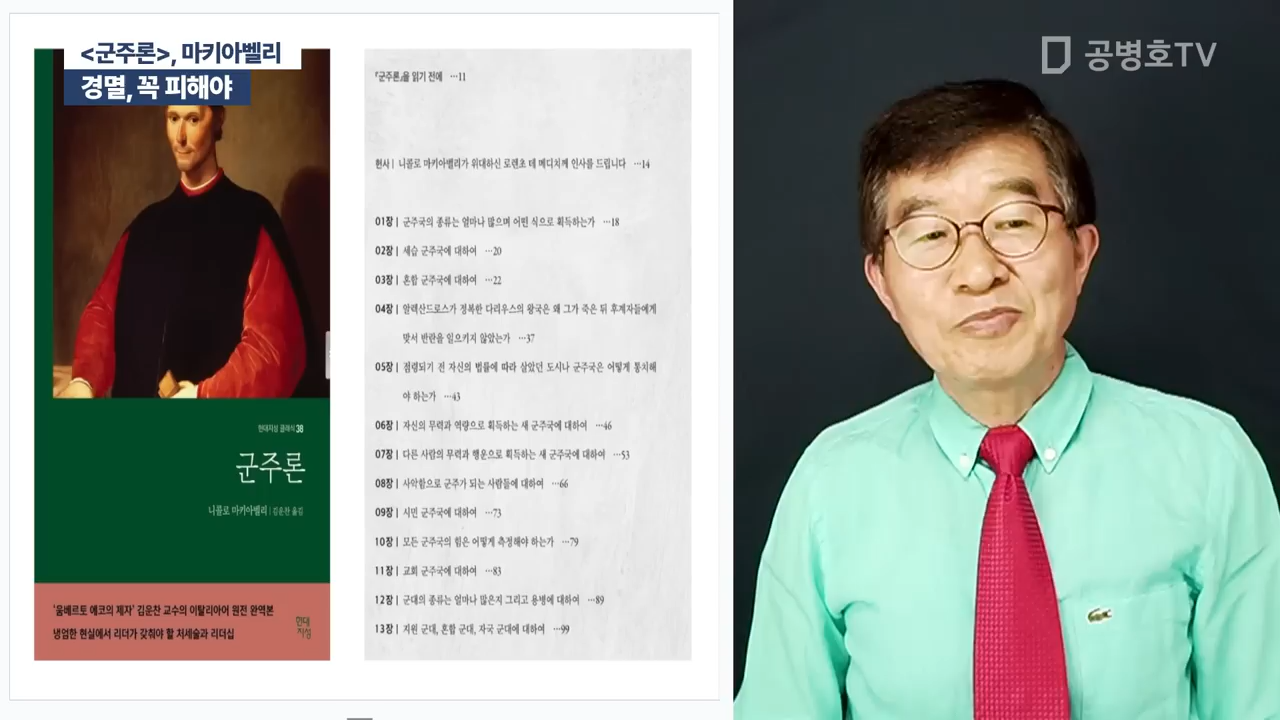 <군주론>, 마키아벨리
경멸, 꼭 피해야
현대지성 클래식 38
군주론
니콜로 마키아벨리 | 김운찬 옮김
'움베르토 에코의 제자' 김운찬 교수의 이탈리아어 원전 완역본
냉엄한 현실에서 리더가 갖춰야 할 처세술과 리더십
현대
지성
『군주론』을 읽기 전에 …11
헌사 | 니콜로 마키아벨리가 위대하신 로렌초 데 메디치께 인사를 드립니다 …14
01장 | 군주국의 종류는 얼마나 많으며 어떤 식으로 획득하는가 …18
02장 | 세습 군주국에 대하여 …20
03장 | 혼합 군주국에 대하여 …22
04장 | 알렉산드로스가 정복한 다리우스의 왕국은 왜 그가 죽은 뒤 후계자들에게
맞서 반란을 일으키지 않았는가 …37
05장 | 점령되기 전 자신의 법률에 따라 살았던 도시나 군주국은 어떻게 통치해
야 하는가 …43
06장 | 자신의 무력과 역량으로 획득하는 새 군주국에 대하여 …46
07장 | 다른 사람의 무력과 행운으로 획득하는 새 군주국에 대하여 …53
08장 | 사악함으로 군주가 되는 사람들에 대하여 …66
09장 | 시민 군주국에 대하여 …73
10장 | 모든 군주국의 힘은 어떻게 측정해야 하는가 …79
11장 | 교회 군주국에 대하여 …83
12장 | 군대의 종류는 얼마나 많은지 그리고 용병에 대하여 …89
13장 | 지원 군대, 혼합 군대, 자국 군대에 대하여 …99
공병호TV